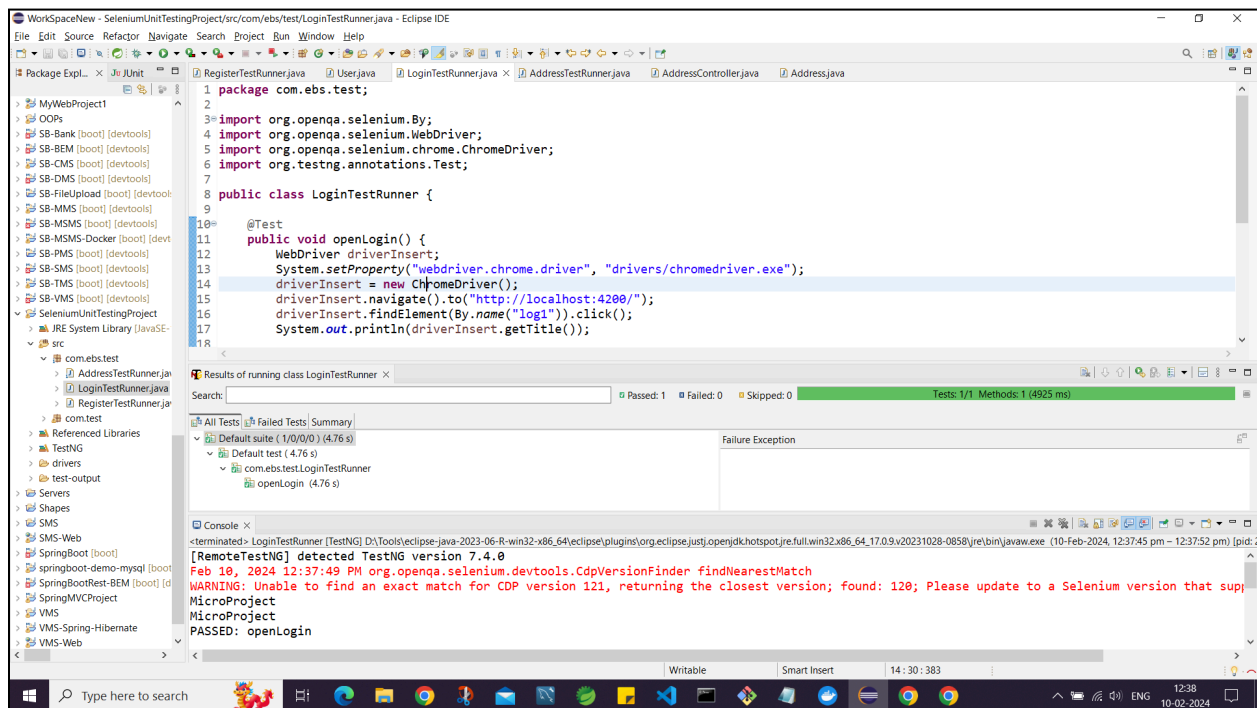 WorkSpaceNew - SeleniumUnitTestingProject/src/com/ebs/test/LoginTestRunner.java - Eclipse IDE
File Edit Source Refactor Navigate Search Project Run Window Help
Package Expl... JUnit
MyWebProject1
OOPs
SB-Bank [boot] [devtools]
SB-BEM [boot] [devtools]
SB-CMS [boot] [devtools]
SB-DMS [boot] [devtools]
SB-FileUpload [boot] [devtools
SB-MMS [boot] [devtools]
SB-MSMS [boot] [devtools]
SB-MSMS-Docker [boot] [devt
SB-PMS [boot] [devtools]
SB-SMS [boot] [devtools]
SB-TMS [boot] [devtools]
SB-VMS [boot] [devtools]
SeleniumUnitTestingProject
JRE System Library [JavaSE-
src
com.ebs.test
AddressTestRunner.jav
LoginTestRunner.java
RegisterTestRunner.jav
com.test
Referenced Libraries
TestNG
drivers
test-output
Servers
Shapes
SMS
SMS-Web
SpringBoot [boot]
springboot-demo-mysql [boot
SpringBootRest-BEM [boot] [d
SpringMVCProject
VMS
VMS-Spring-Hibernate
VMS-Web
RegisterTestRunner.java User.java LoginTestRunner.java AddressTestRunner.java AddressController.java Address.java
1 package com.ebs.test;
2
3 import org.openqa.selenium.By;
4 import org.openqa.selenium.WebDriver;
5 import org.openqa.selenium.chrome.ChromeDriver;
6 import org.testng.annotations.Test;
7
8 public class LoginTestRunner {
9
10 @Test
11 public void openLogin() {
12 WebDriver driverInsert;
13 System.setProperty("webdriver.chrome.driver", "drivers/chromedriver.exe");
14 driverInsert = new ChromeDriver();
15 driverInsert.navigate().to("http://localhost:4200/");
16 driverInsert.findElement(By.name("log1")).click();
17 System.out.println(driverInsert.getTitle());
18
Results of running class LoginTestRunner
Search: Passed: 1 Failed: 0 Skipped: 0 Tests: 1/1 Methods: 1 (4925 ms)
All Tests Failed Tests Summary
Default suite ( 1/0/0/0 ) (4.76 s)
Default test ( 4.76 s)
com.ebs.test.LoginTestRunner
openLogin (4.76 s)
Failure Exception
Console
<terminated> LoginTestRunner [TestNG] D:\Tools\eclipse-java-2023-06-R-win32-x86_64\eclipse\plugins\org.eclipse.justj.openjdk.hotspot.jre.full.win32.x86_64_17.0.9.v20231028-0858\jre\bin\javaw.exe (10-Feb-2024, 12:37:45 pm – 12:37:52 pm) [pid: 2
[RemoteTestNG] detected TestNG version 7.4.0
Feb 10, 2024 12:37:49 PM org.openqa.selenium.devtools.CdpVersionFinder findNearestMatch
WARNING: Unable to find an exact match for CDP version 121, returning the closest version; found: 120; Please update to a Selenium version that supp
MicroProject
MicroProject
PASSED: openLogin
Writable Smart Insert 14 : 30 : 383
Type here to search
ENG
12:38
10-02-2024